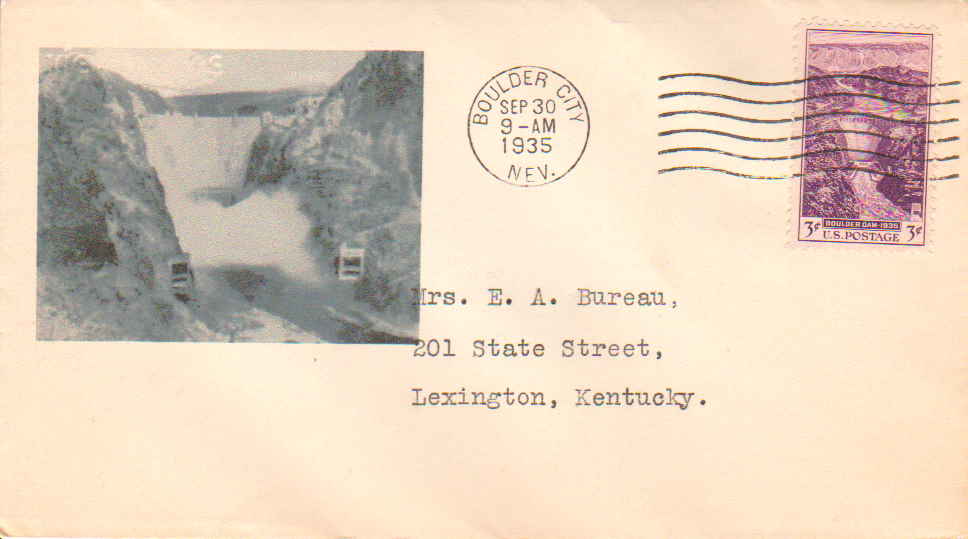 BOULDER CITY
SEP 30
9-AM
1935
NEV.
3¢ BOULDER DAM-1935 3¢
U.S. POSTAGE
Mrs. E. A. Bureau,
201 State Street,
Lexington, Kentucky.